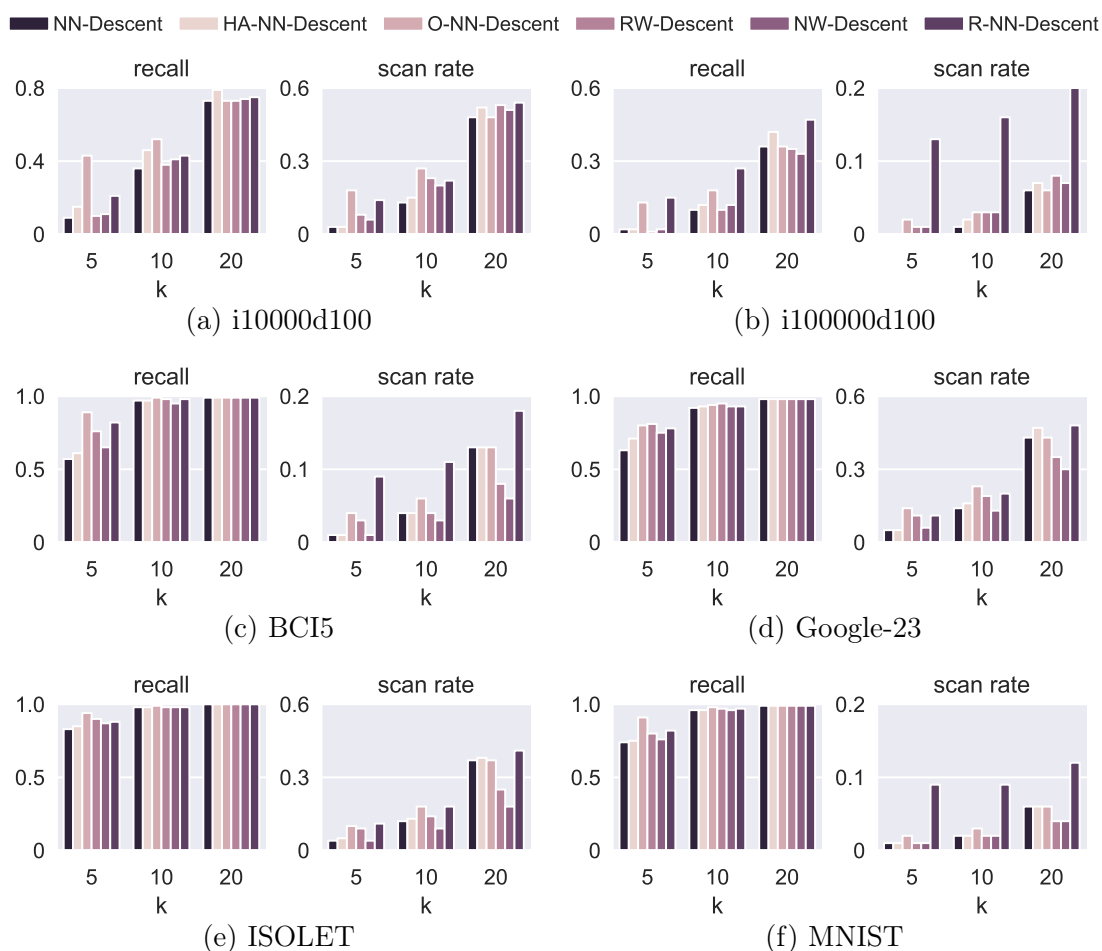 NN-Descent HA-NN-Descent O-NN-Descent RW-Descent NW-Descent R-NN-Descent
recall scan rate recall scan rate
0.8 0.6 0.6 0.2
0.4 0.3 0.3 0.1
0 0 0 0
5 10 20 5 10 20 5 10 20 5 10 20
k k k k
(a) i10000d100 (b) i100000d100
recall scan rate recall scan rate
1.0 0.2 1.0 0.6
0.5 0.1 0.5 0.3
0 0 0 0
5 10 20 5 10 20 5 10 20 5 10 20
k k k k
(c) BCI5 (d) Google-23
recall scan rate recall scan rate
1.0 0.6 1.0 0.2
0.5 0.3 0.5 0.1
0 0 0 0
5 10 20 5 10 20 5 10 20 5 10 20
k k k k
(e) ISOLET (f) MNIST